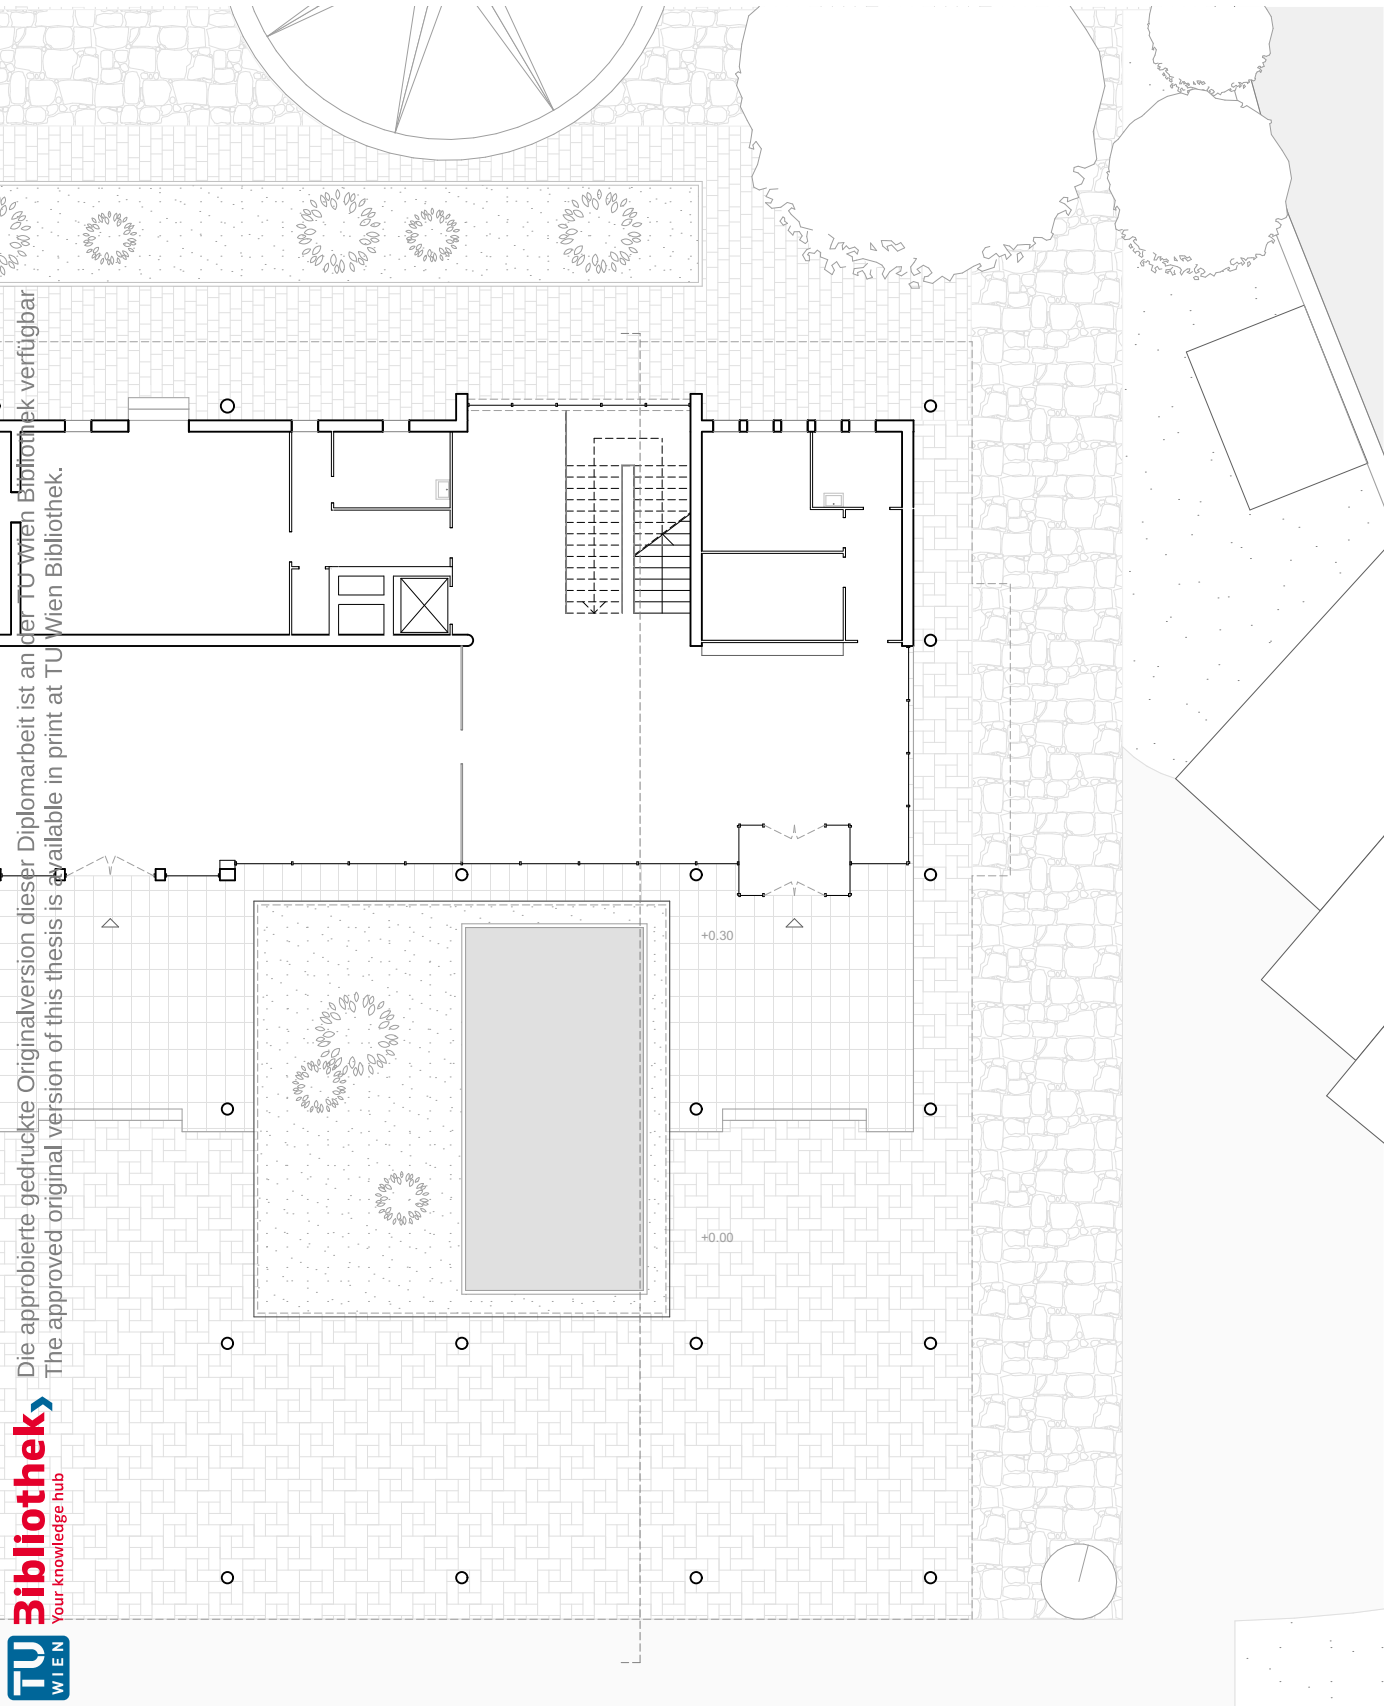 Die approbierte gedruckte Originalversion dieser Diplomarbeit ist an der TU Wien Bibliothek verfügbar
The approved original version of this thesis is available in print at TU Wien Bibliothek.
Bibliothek
Your knowledge hub
TU
WIEN
+0.30
+0.00